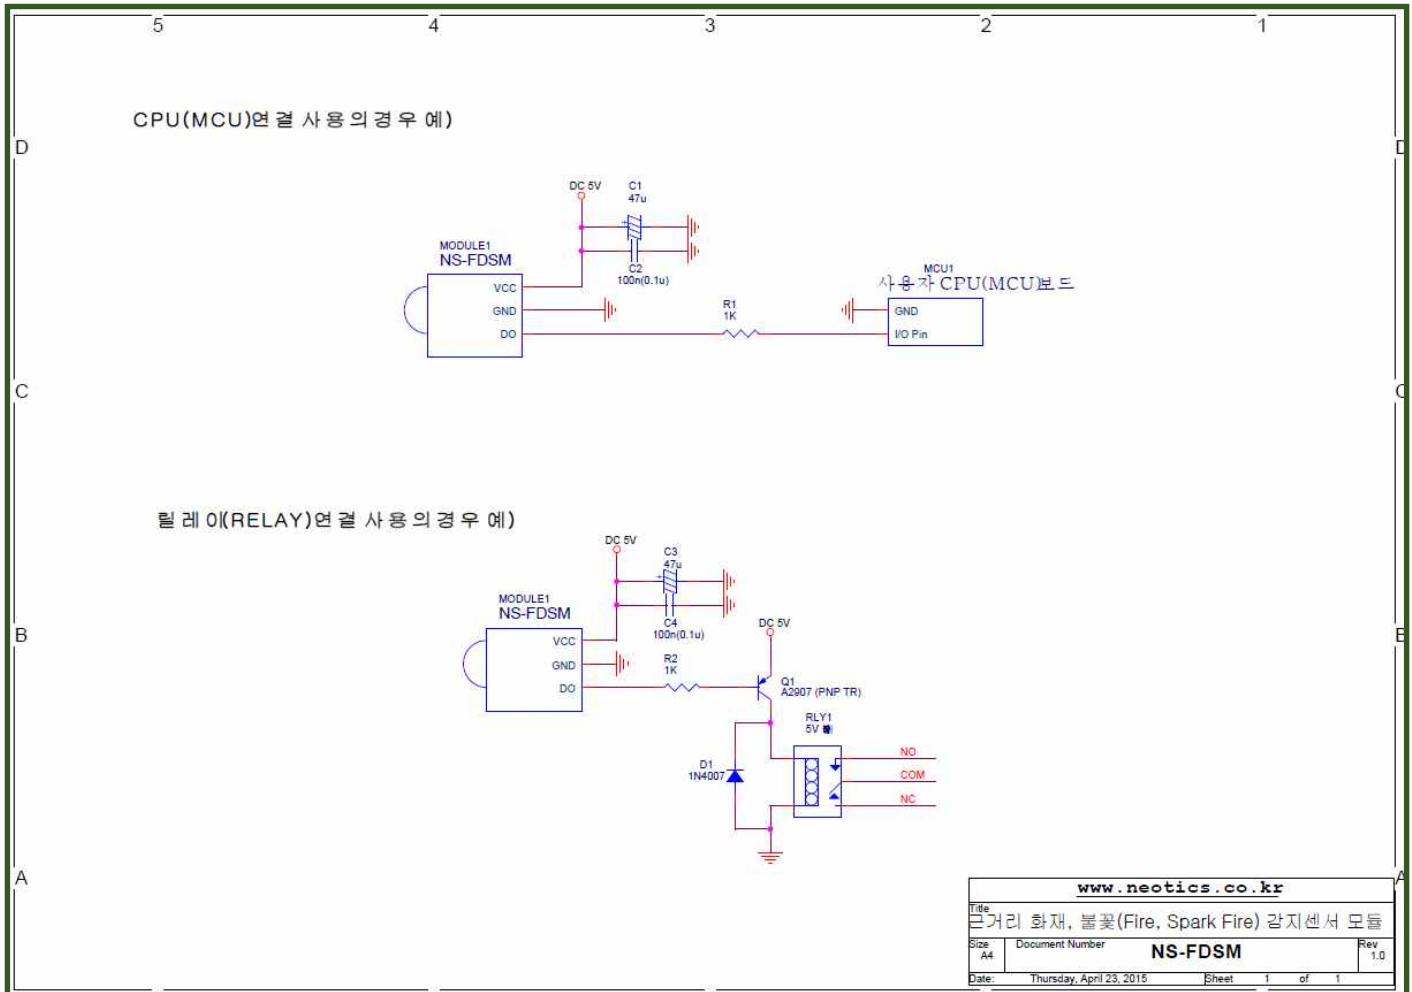 5 4 3 2 1
CPU(MCU)연결 사용의경우 예)
D D
DC 5V
C1
47u
MODULE1
NS-FDSM
C2
100n(0.1u)
MCU1
사용자 CPU(MCU)보드
VCC
GND
DO
R1
1K
GND
I/O Pin
C C
릴레이(RELAY)연결 사용의경우 예)
DC 5V
C3
47u
MODULE1
NS-FDSM
C4
100n(0.1u)
DC 5V
B B
VCC
GND
DO
R2
1K
Q1
A2907 (PNP TR)
RLY1
5V
D1
1N4007
NO
COM
NC
A A
www.neotics.co.kr
Title
근거리 화재, 불꽃(Fire, Spark Fire) 감지센서 모듈
Size
A4
Document Number
NS-FDSM
Rev
1.0
Date: Thursday, April 23, 2015 Sheet 1 of 1